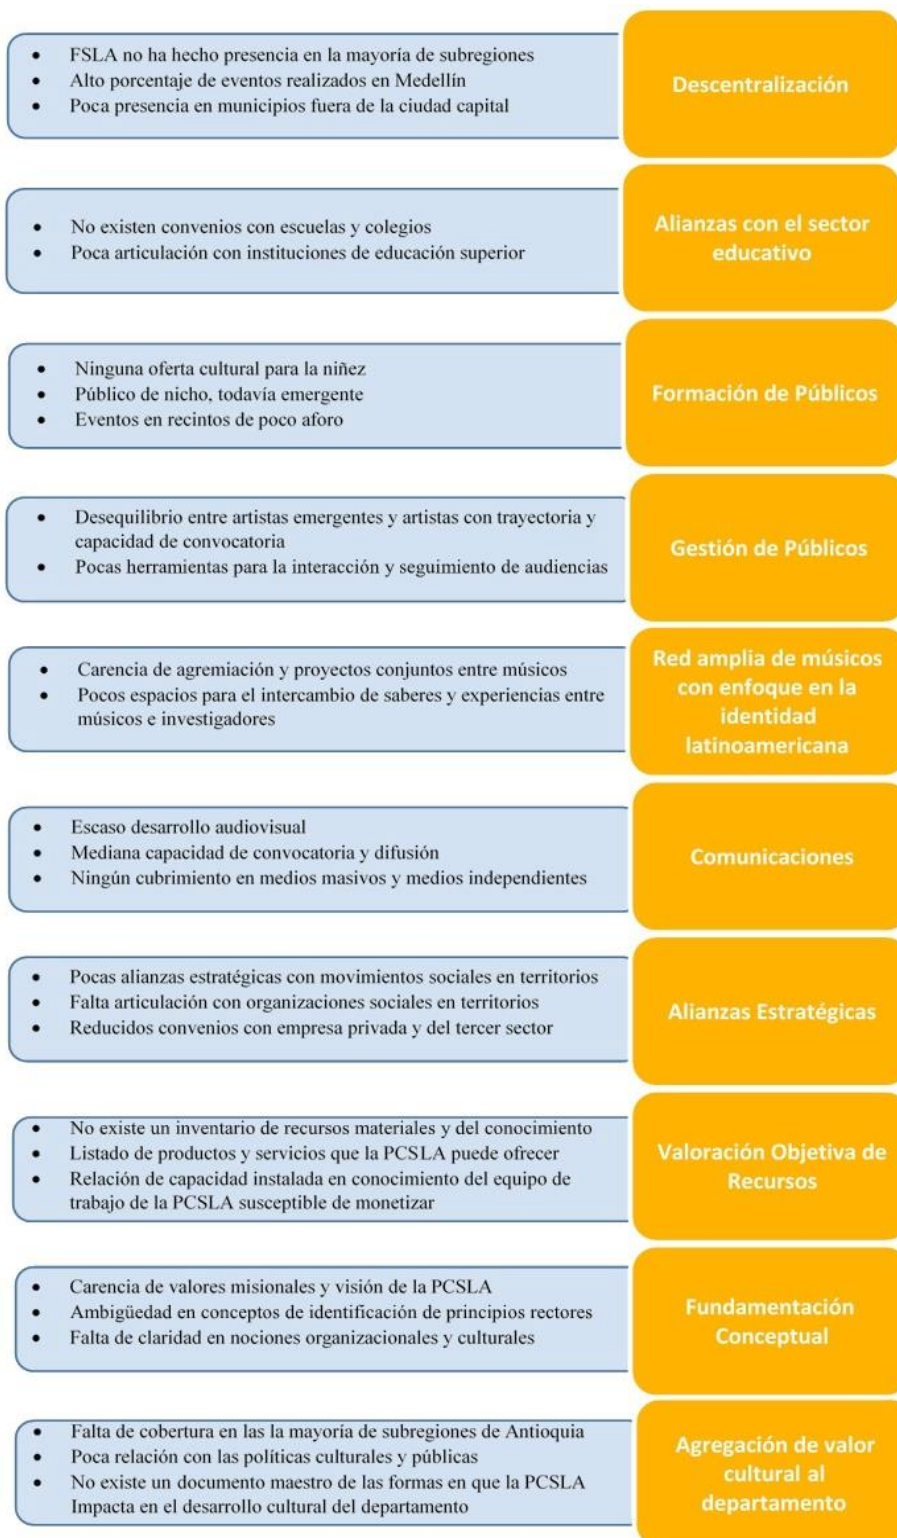 • FSLA no ha hecho presencia en la mayoría de subregiones
• Alto porcentaje de eventos realizados en Medellín
• Poca presencia en municipios fuera de la ciudad capital
Descentralización
• No existen convenios con escuelas y colegios
• Poca articulación con instituciones de educación superior
Alianzas con el sector
educativo
• Ninguna oferta cultural para la niñez
• Público de nicho, todavía emergente
• Eventos en recintos de poco aforo
Formación de Públicos
• Desequilibrio entre artistas emergentes y artistas con trayectoria y
capacidad de convocatoria
• Pocas herramientas para la interacción y seguimiento de audiencias
Gestión de Públicos
• Carencia de agremiación y proyectos conjuntos entre músicos
• Pocos espacios para el intercambio de saberes y experiencias entre
músicos e investigadores
Red amplia de músicos
con enfoque en la
identidad
latinoamericana
• Escaso desarrollo audiovisual
• Mediana capacidad de convocatoria y difusión
• Ningún cubrimiento en medios masivos y medios independientes
Comunicaciones
• Pocas alianzas estratégicas con movimientos sociales en territorios
• Falta articulación con organizaciones sociales en territorios
• Reducidos convenios con empresa privada y del tercer sector
Alianzas Estratégicas
• No existe un inventario de recursos materiales y del conocimiento
• Listado de productos y servicios que la PCSLA puede ofrecer
• Relación de capacidad instalada en conocimiento del equipo de
trabajo de la PCSLA susceptible de monetizar
Valoración Objetiva de
Recursos
• Carencia de valores misionales y visión de la PCSLA
• Ambigüedad en conceptos de identificación de principios rectores
• Falta de claridad en nociones organizacionales y culturales
Fundamentación
Conceptual
• Falta de cobertura en las la mayoría de subregiones de Antioquia
• Poca relación con las políticas culturales y públicas
• No existe un documento maestro de las formas en que la PCSLA
Impacta en el desarrollo cultural del departamento
Agregación de valor
cultural al
departamento